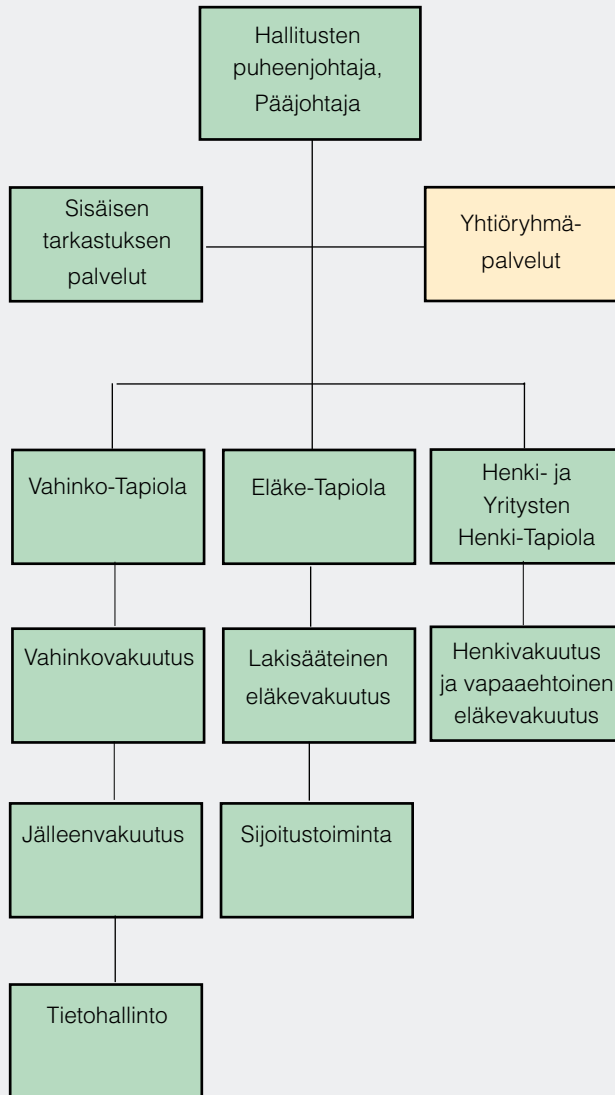 Hallitusten
puheenjohtaja,
Pääjohtaja
Sisäisen
tarkastuksen
palvelut
Yhtiöryhmä-
palvelut
Vahinko-Tapiola
Eläke-Tapiola
Henki- ja
Yritysten
Henki-Tapiola
Vahinkovakuutus
Lakisääteinen
eläkevakuutus
Henkivakuutus
ja vapaaehtoinen
eläkevakuutus
Jälleenvakuutus
Sijoitustoiminta
Tietohallinto